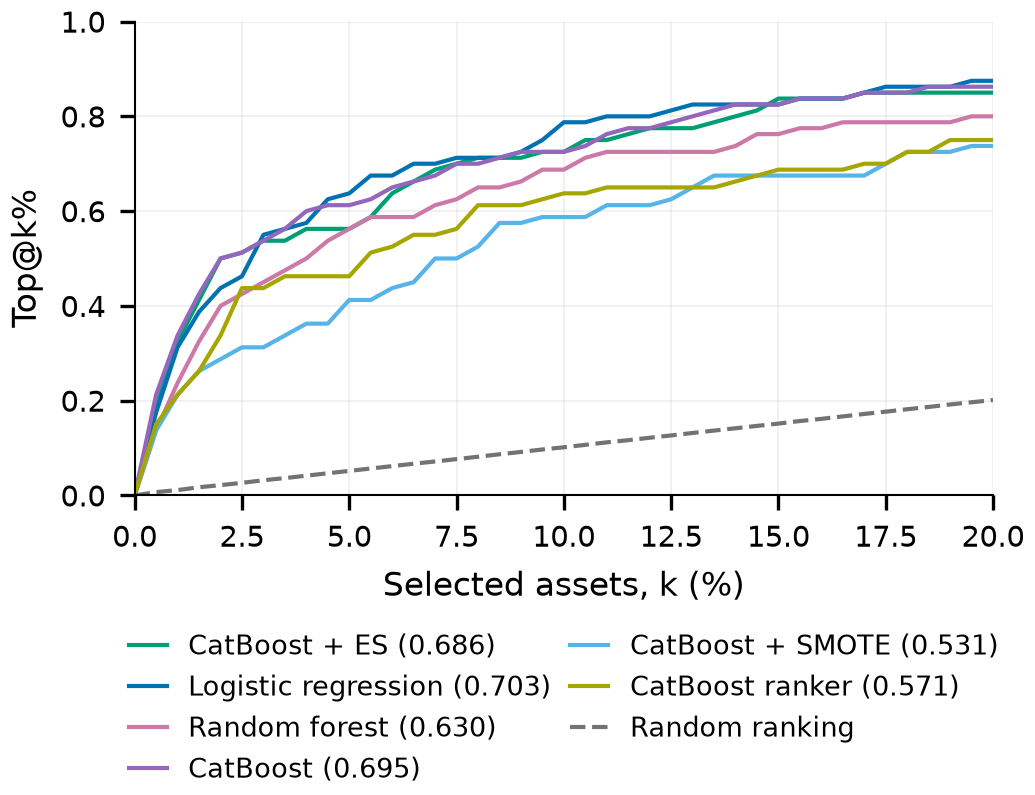 1.0
0.8
0.6
0.4
0.2
0.0
Top@k%
0.0 2.5 5.0 7.5 10.0 12.5 15.0 17.5 20.0
Selected assets, k (%)
CatBoost + ES (0.686)
Logistic regression (0.703)
Random forest (0.630)
CatBoost (0.695)
CatBoost + SMOTE (0.531)
CatBoost ranker (0.571)
Random ranking